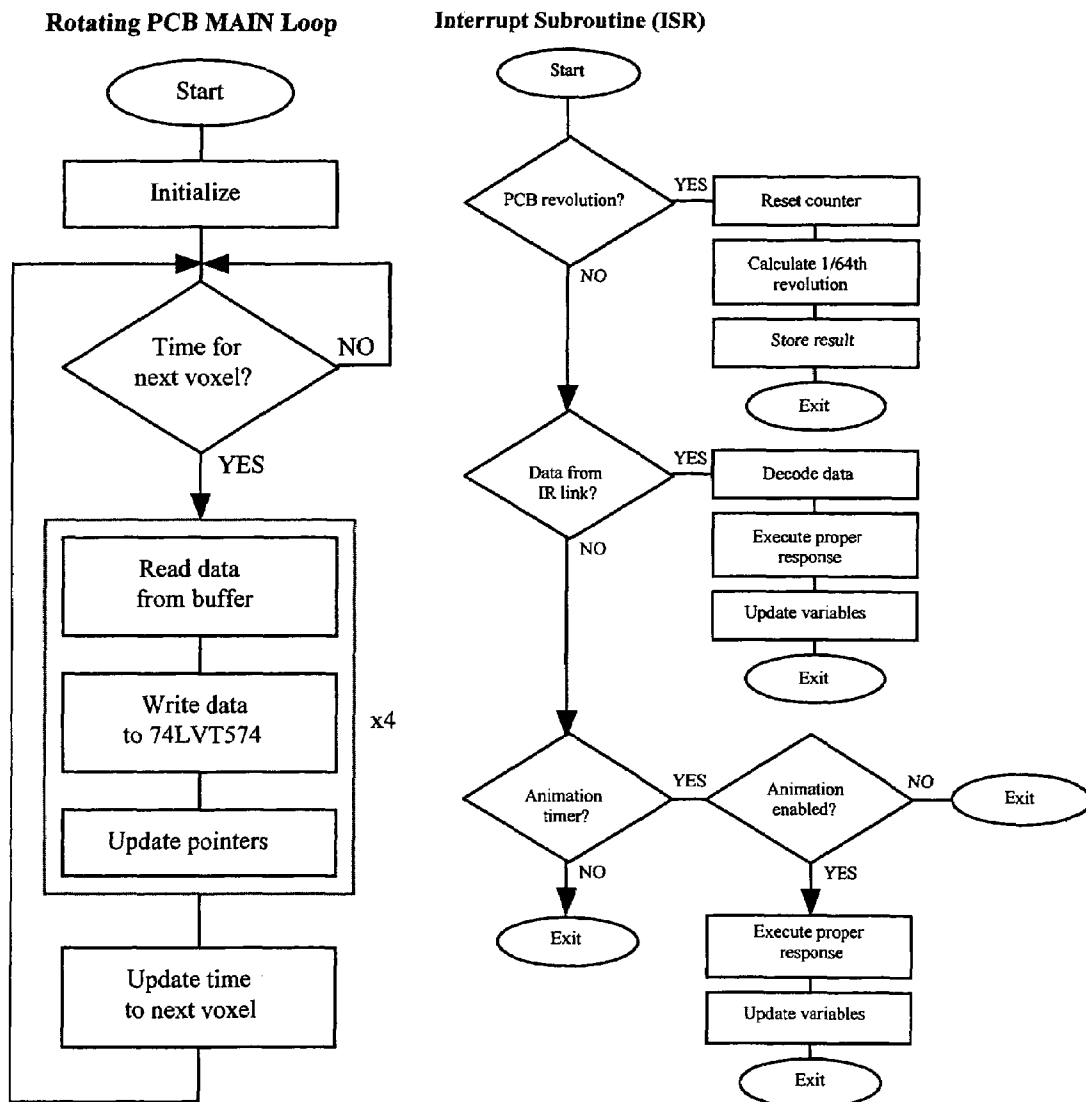 Rotating PCB MAIN Loop
Start
Initialize
Time for
next voxel?
NO
YES
Read data
from buffer
Write data
to 74LVT574
x4
Update pointers
Update time
to next voxel
Interrupt Subroutine (ISR)
Start
PCB revolution?
YES
Reset counter
Calculate 1/64th
revolution
Store result
Exit
NO
Data from
IR link?
YES
Decode data
Execute proper
response
Update variables
Exit
NO
Animation
timer?
YES
Animation
enabled?
NO
Exit
NO
Exit
YES
Execute proper
response
Update variables
Exit